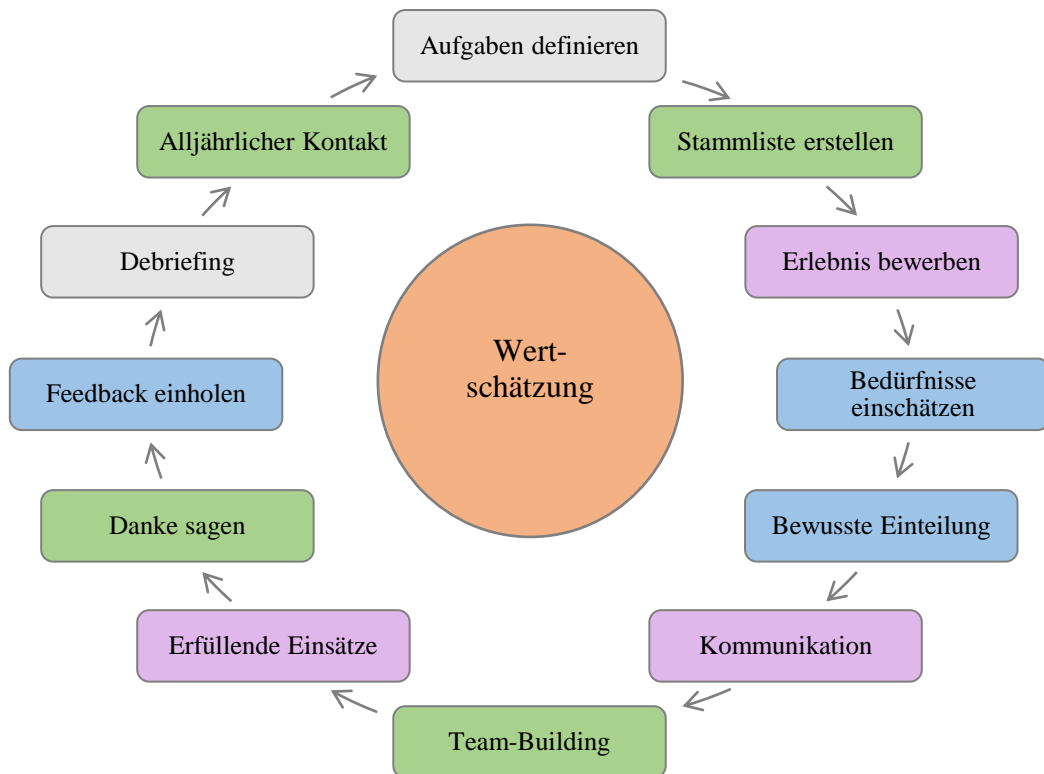 Aufgaben definieren
Stammliste erstellen
Erlebnis bewerben
Bedürfnisse
einschätzen
Bewusste Einteilung
Kommunikation
Team-Building
Erfüllende Einsätze
Danke sagen
Feedback einholen
Debriefing
Alljährlicher Kontakt
Wert-
schätzung